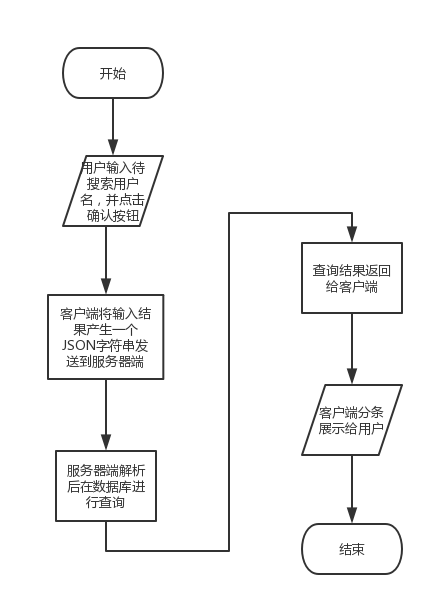 开始
用户输入待
搜索用户
名，并点击
确认按钮
客户端将输入结
果产生一个
JSON字符串发
送到服务器端
服务器端解析
后在数据库进
行查询
查询结果返回
给客户端
客户端分条
展示给用户
结束